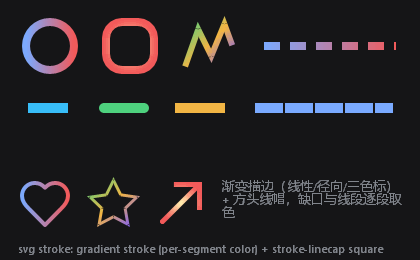 渐变描边（线性/径向/三色标）
+ 方头线帽，缺口与线段逐段取
色
svg stroke: gradient stroke (per-segment color) + stroke-linecap square